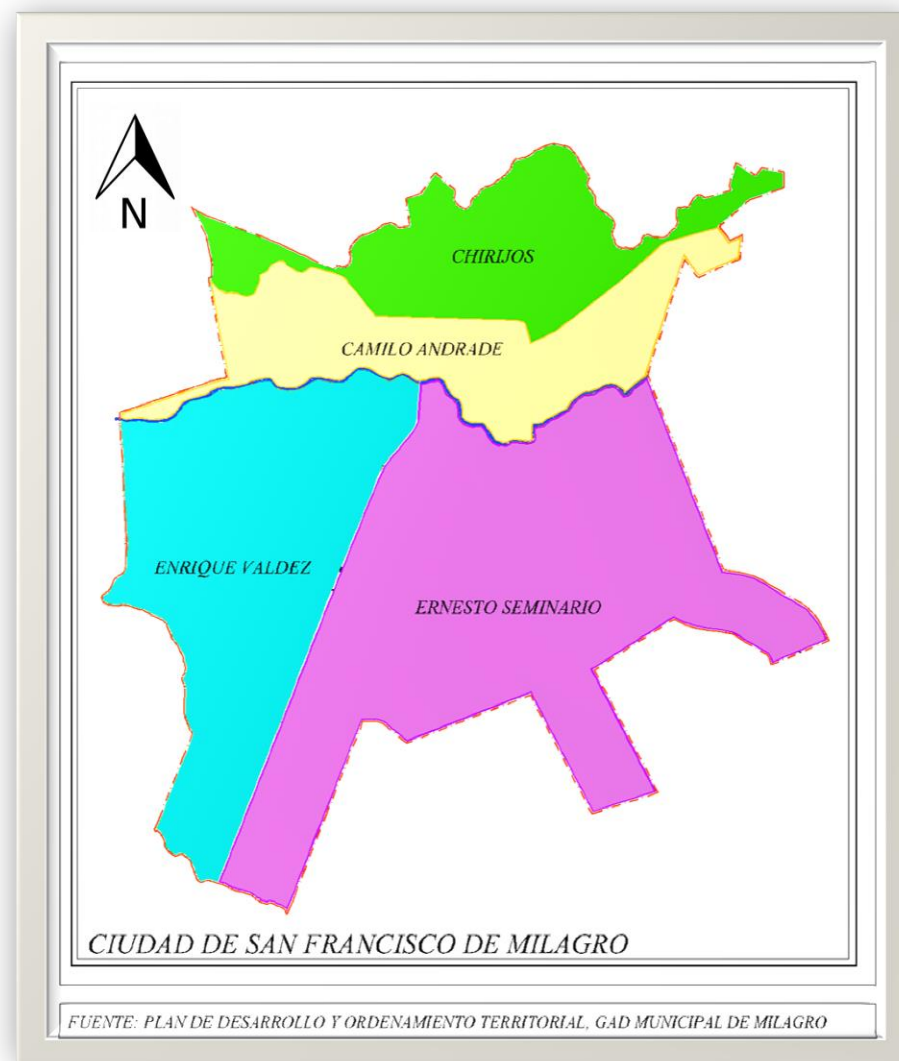 N
CHIRIJOS
CAMILO ANDRADE
ENRIQUE VALDEZ
ERNESTO SEMINARIO
CIUDAD DE SAN FRANCISCO DE MILAGRO
FUENTE: PLAN DE DESARROLLO Y ORDENAMIENTO TERRITORIAL, GAD MUNICIPAL DE MILAGRO